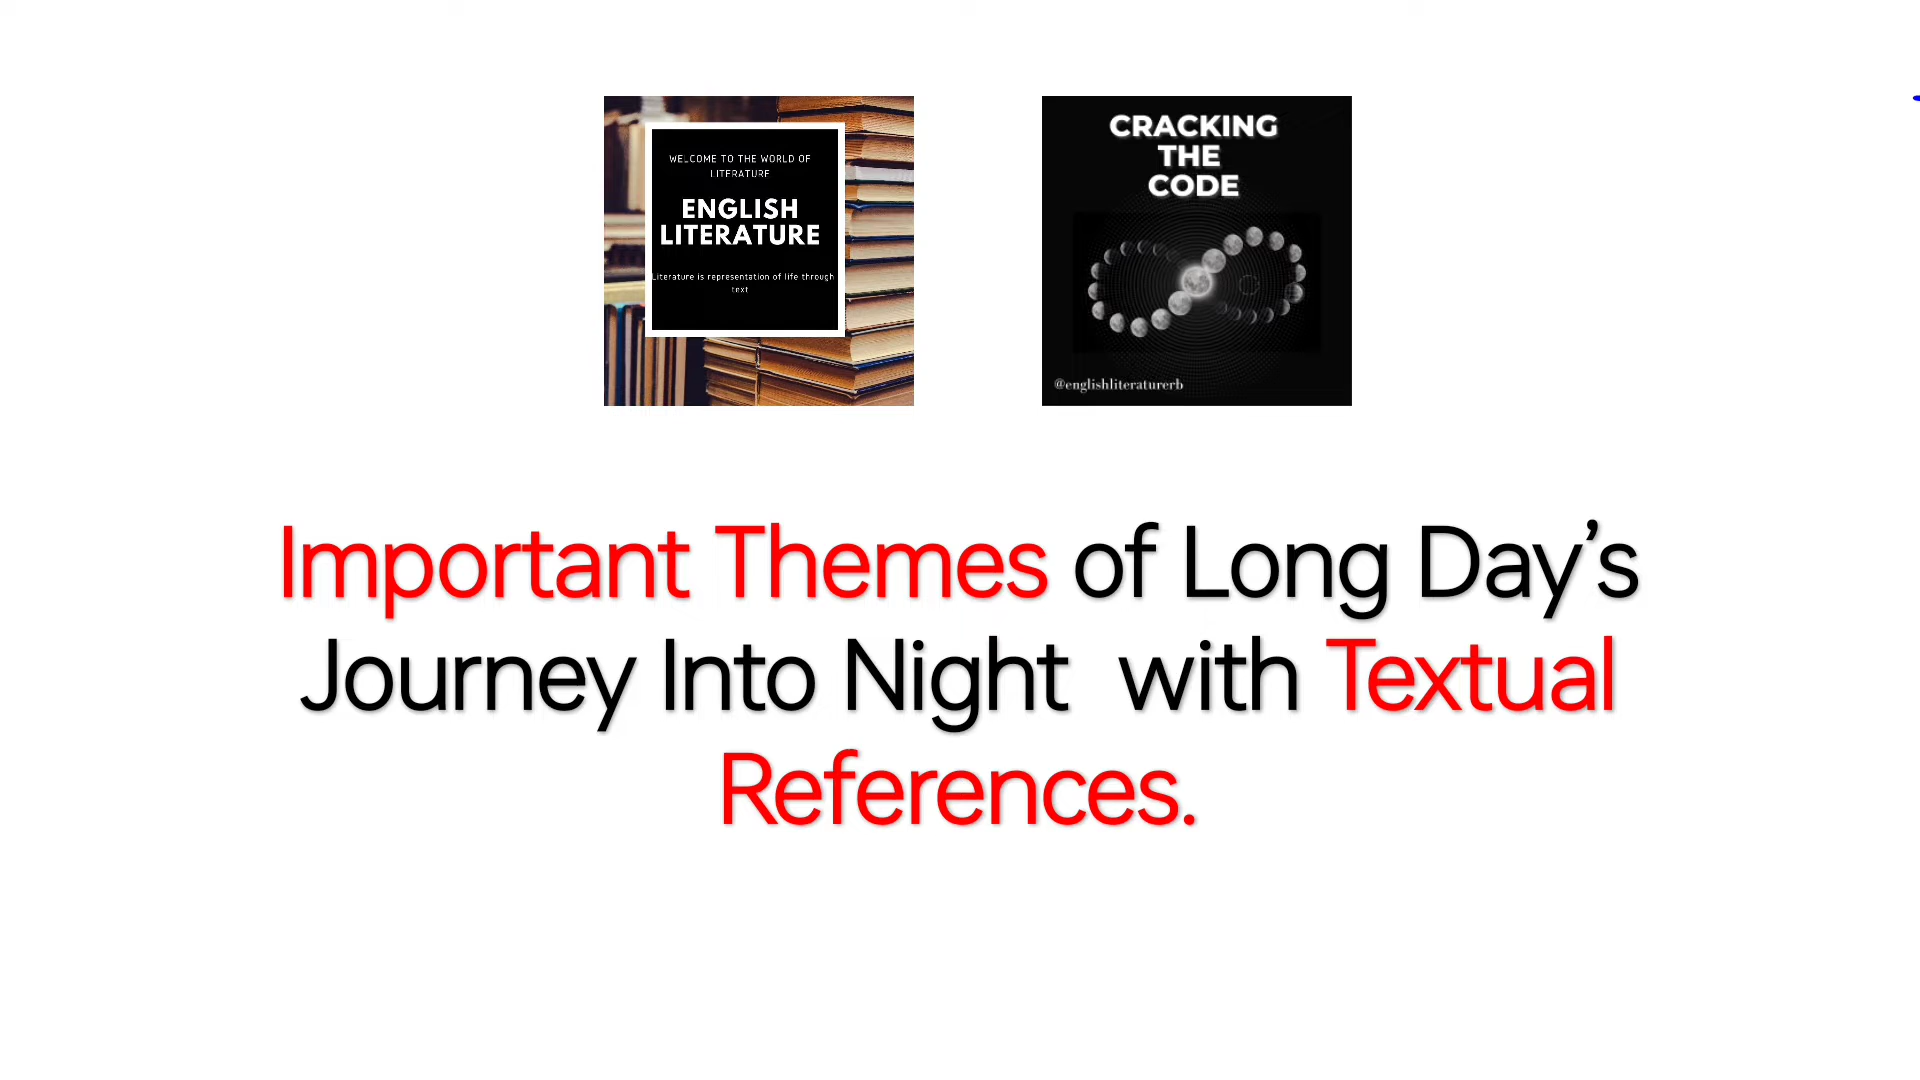 WELCOME TO THE WORLD OF
LITERATURE
ENGLISH
LITERATURE
Literature is representation of life through
text
CRACKING
THE
CODE
@englishliteraturerb
Important Themes of Long Day’s
Journey Into Night with Textual
References.